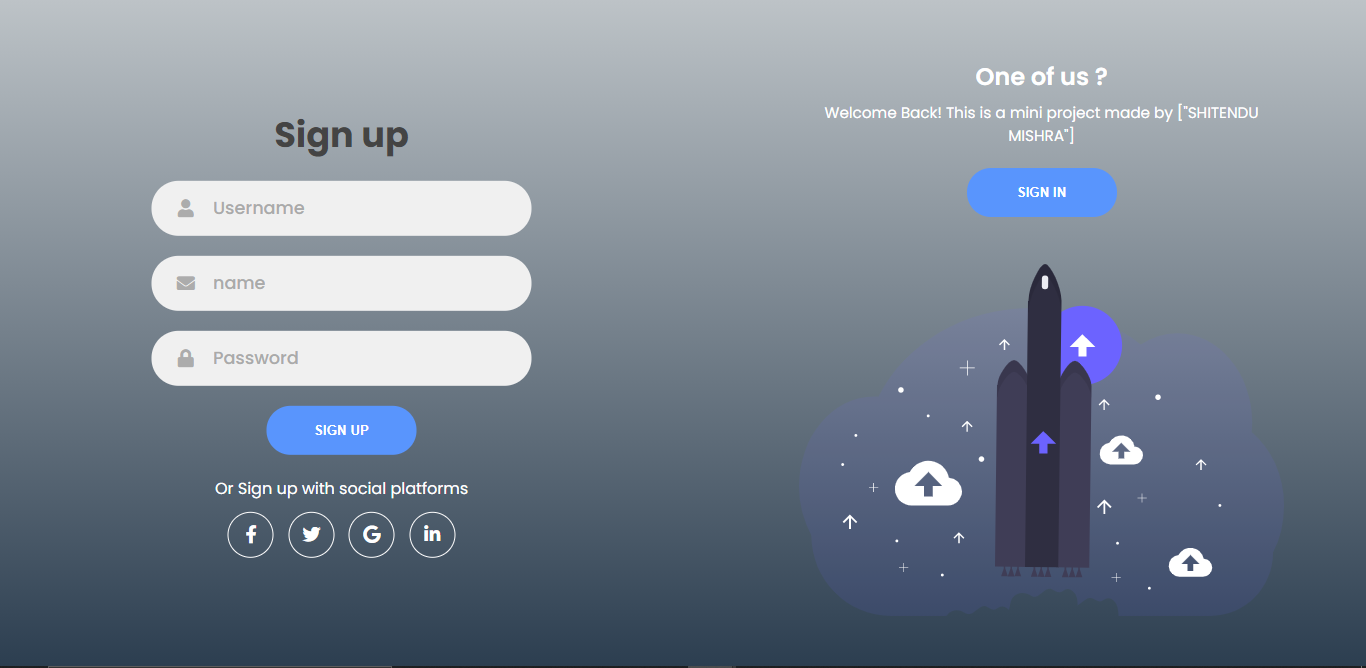 Sign up
Username
name
Password
SIGN UP
Or Sign up with social platforms
One of us ?
Welcome Back! This is a mini project made by ["SHITENDU
MISHRA"]
SIGN IN